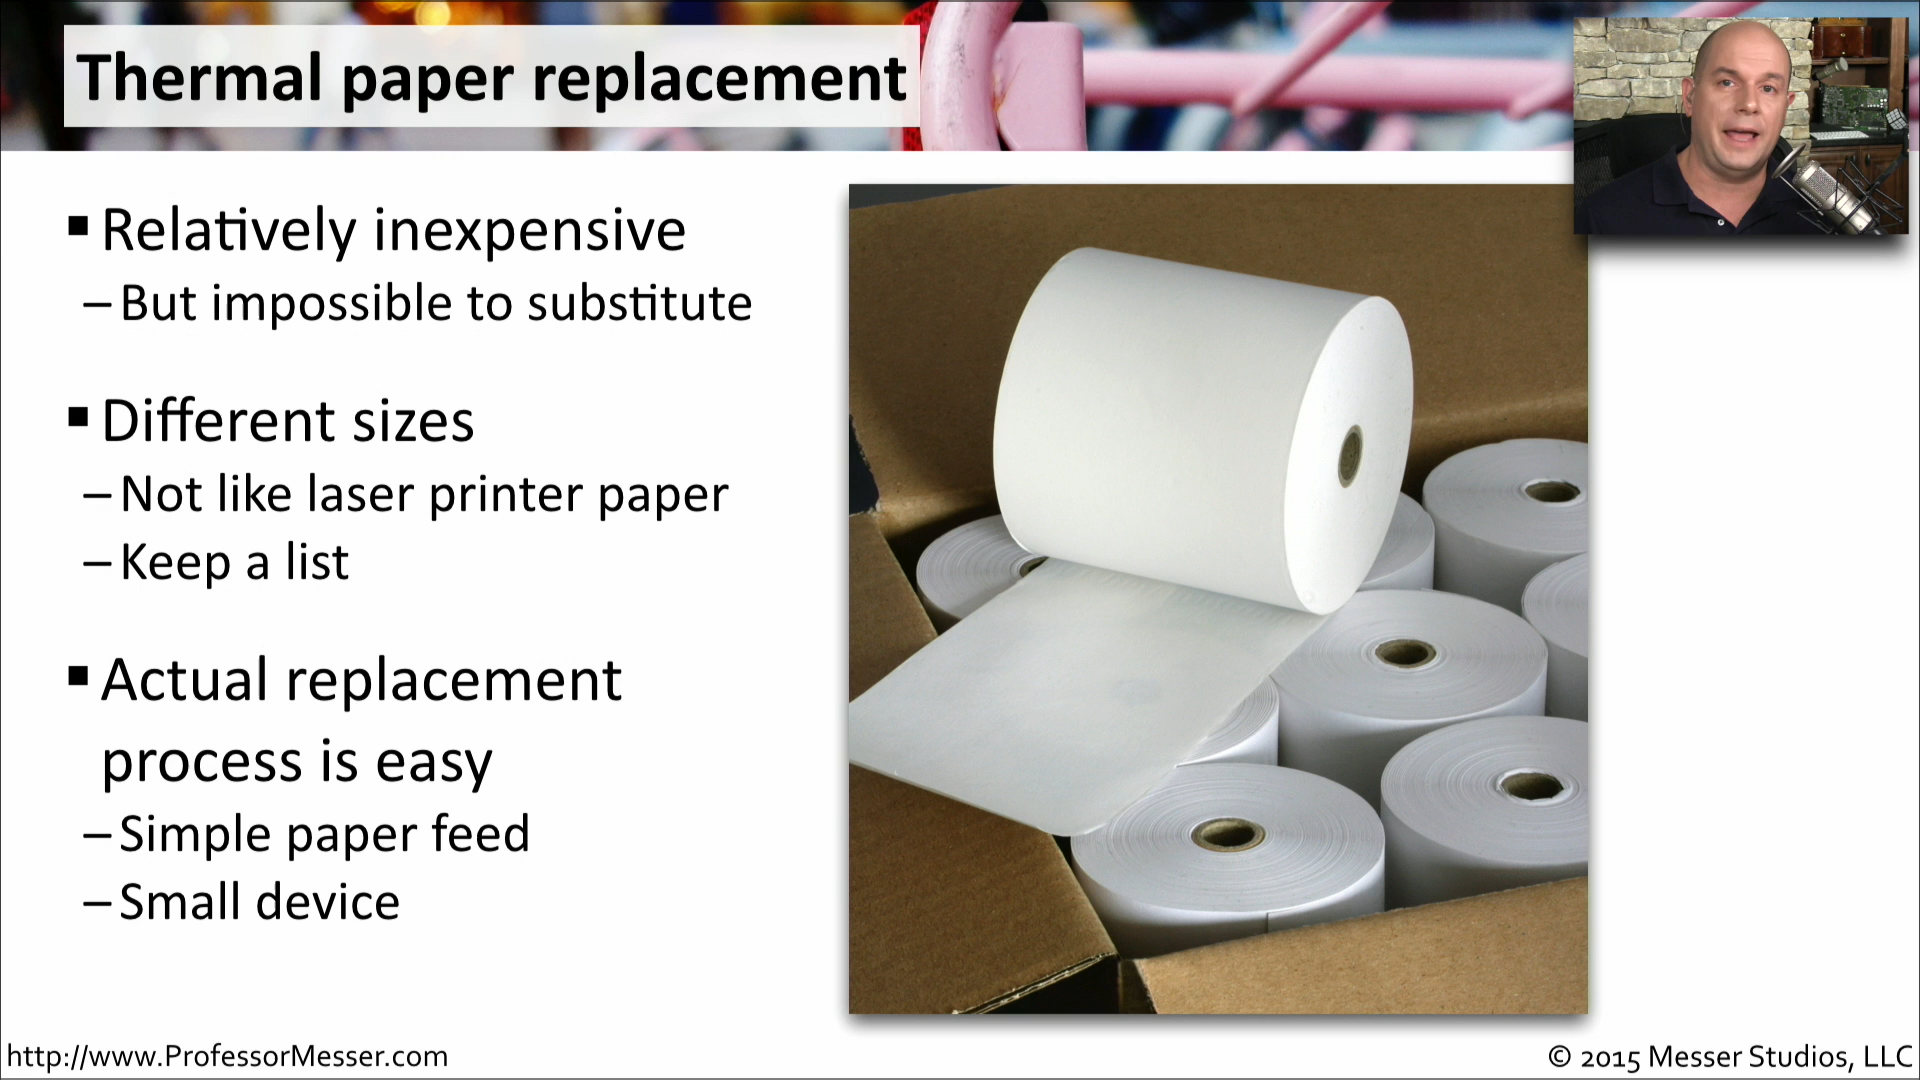 Thermal paper replacement
▪ Relatively inexpensive
– But impossible to substitute
▪ Different sizes
– Not like laser printer paper
– Keep a list
▪ Actual replacement
process is easy
– Simple paper feed
– Small device
http://www.ProfessorMesser.com
© 2015 Messer Studios, LLC